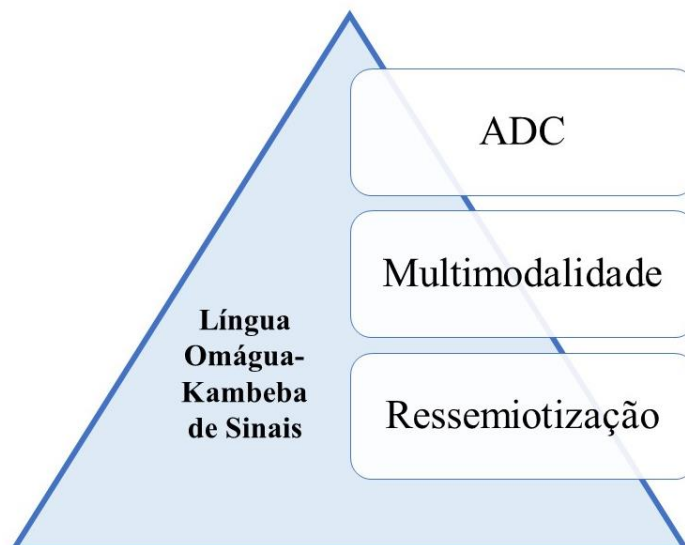 ADC
Multimodalidade
Ressemiotização
Língua
Omágua-
Kambeba
de Sinais